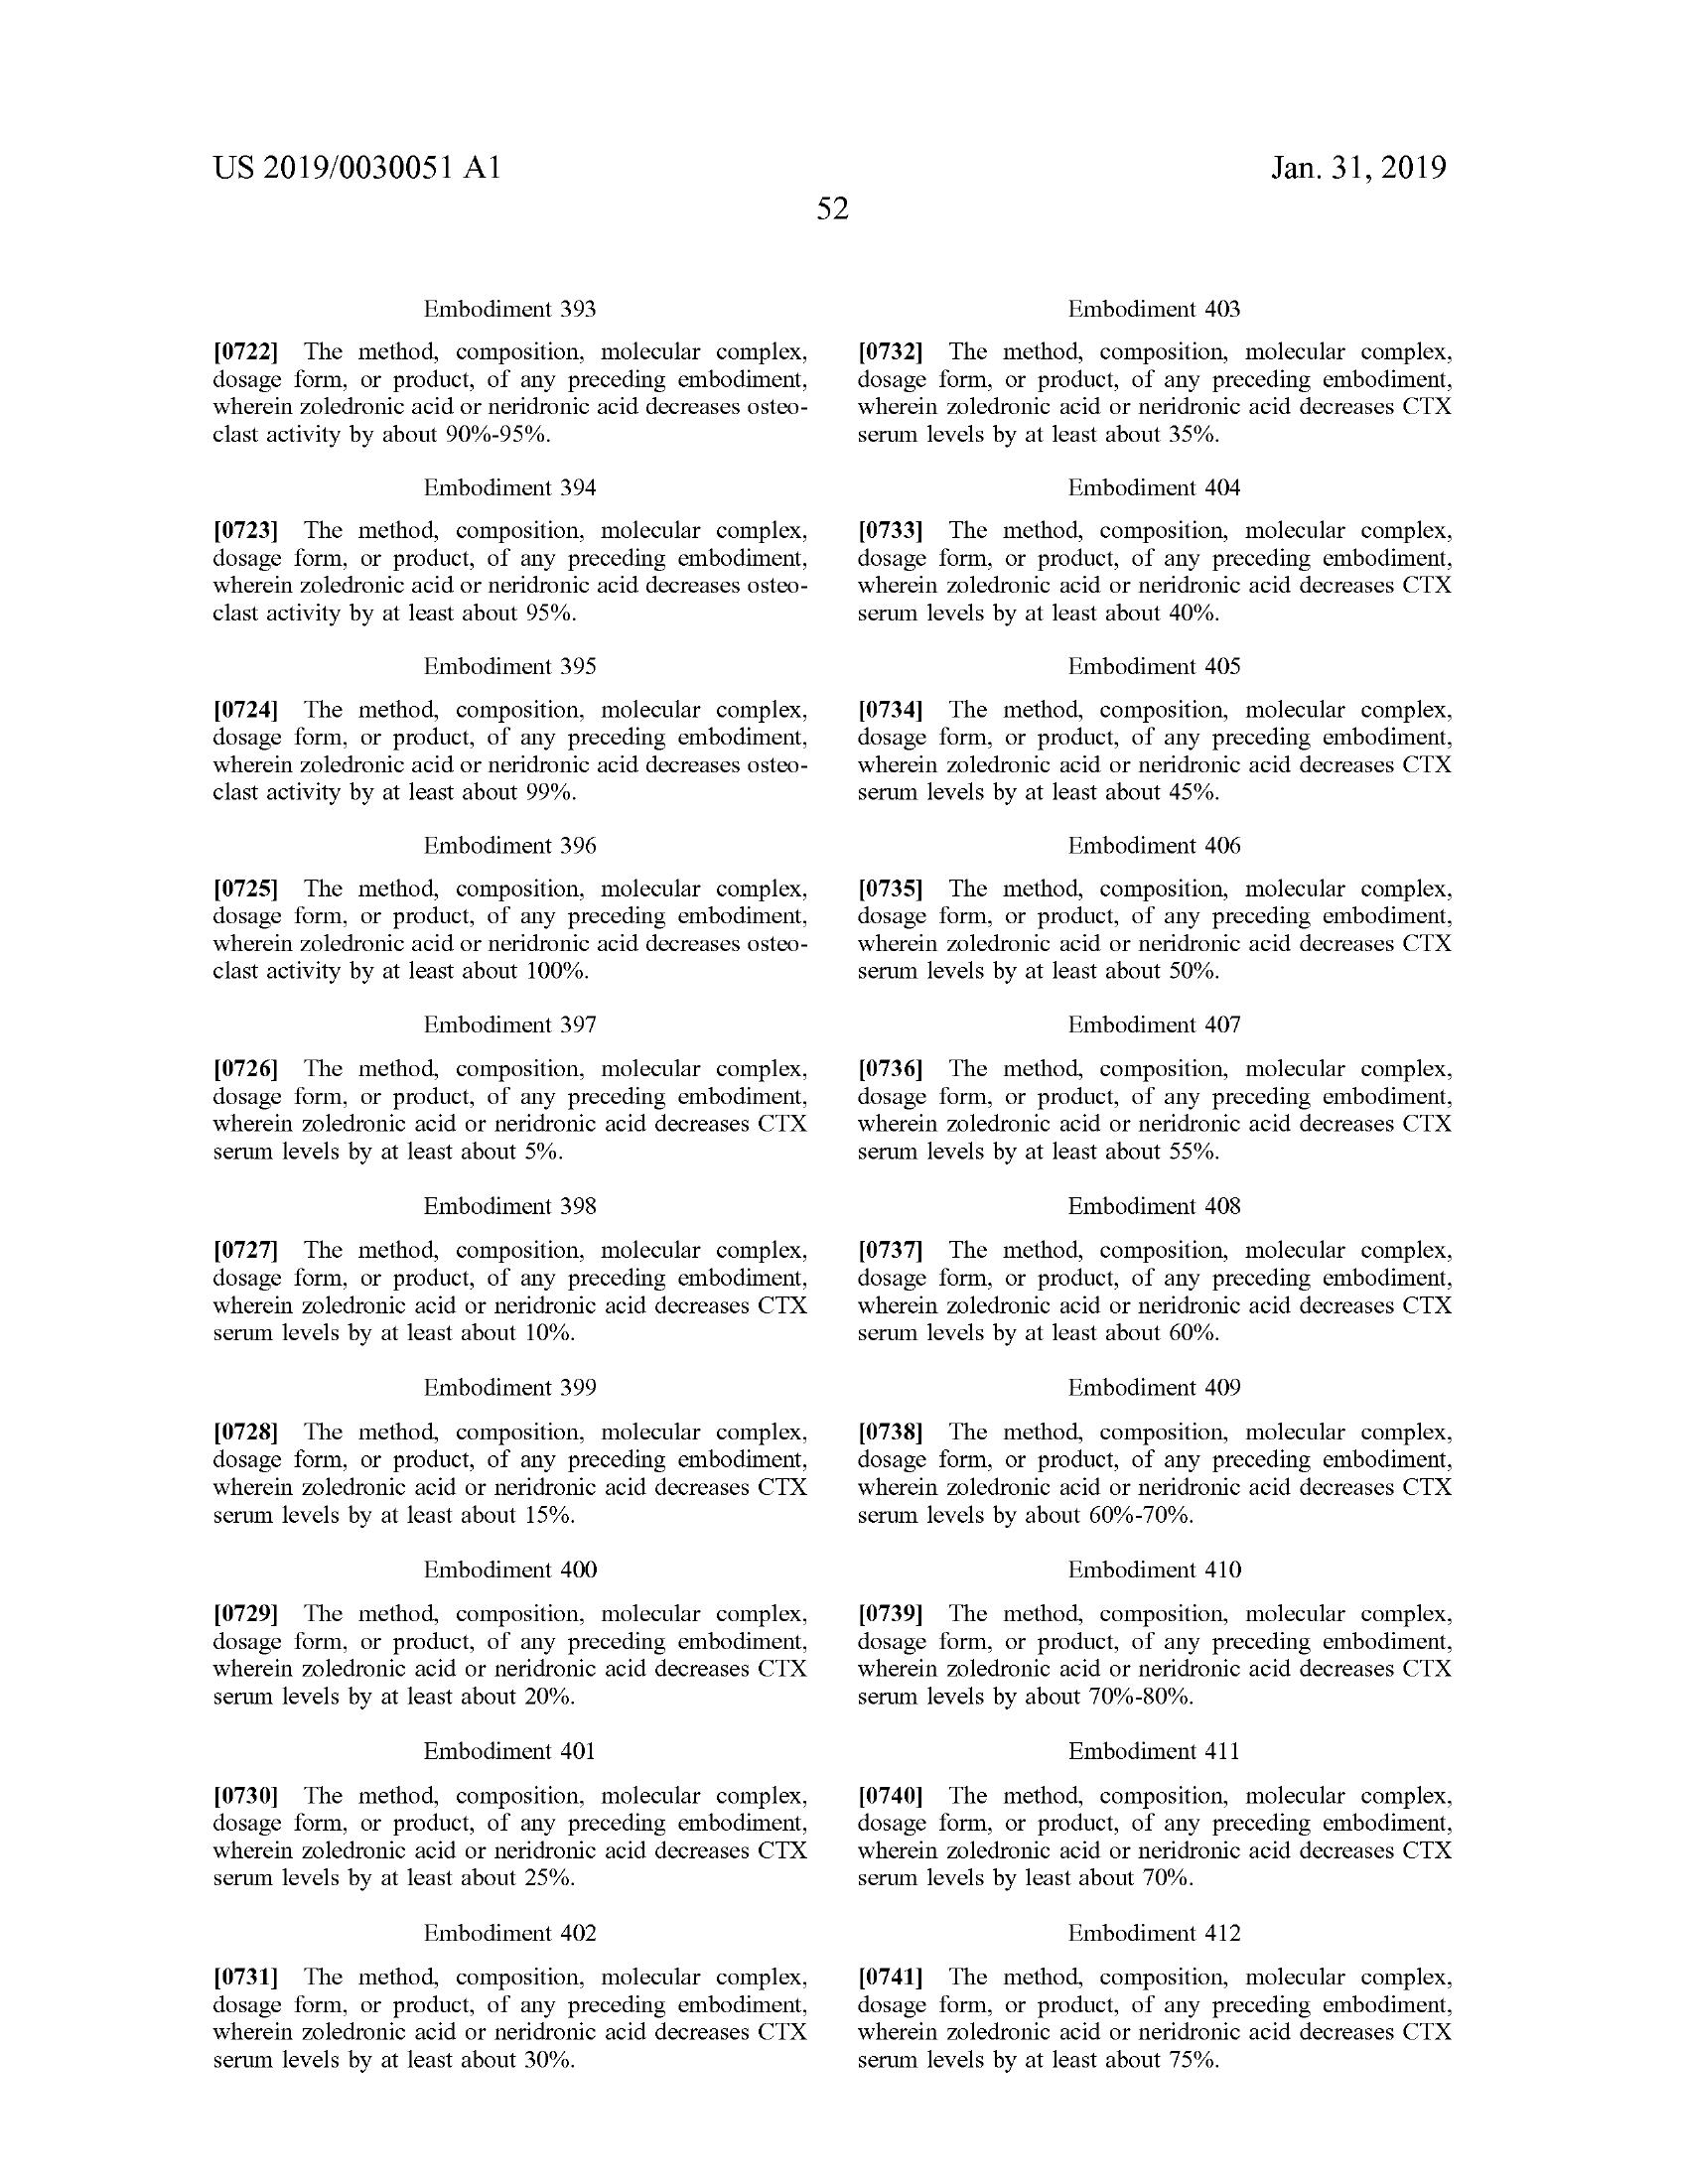 US 2019/0030051 A1
Jan. 31, 2019
52
Embodiment 393
[0722] The method, composition, molecular complex,
dosage form, or product, of any preceding embodiment,
wherein zoledronic acid or neridronic acid decreases osteo-
clast activity by about 90%-95%.
Embodiment 394
[0723] The method, composition, molecular complex,
dosage form, or product, of any preceding embodiment,
wherein zoledronic acid or neridronic acid decreases osteo-
clast activity by at least about 95%.
Embodiment 395
[0724] The method, composition, molecular complex,
dosage form, or product, of any preceding embodiment,
wherein zoledronic acid or neridronic acid decreases osteo-
clast activity by at least about 99%.
Embodiment 396
[0725] The method, composition, molecular complex,
dosage form, or product, of any preceding embodiment,
wherein zoledronic acid or neridronic acid decreases osteo-
clast activity by at least about 100%.
Embodiment 397
[0726] The method, composition, molecular complex,
dosage form, or product, of any preceding embodiment,
wherein zoledronic acid or neridronic acid decreases CTX
serum levels by at least about 5%.
Embodiment 398
[0727] The method, composition, molecular complex,
dosage form, or product, of any preceding embodiment,
wherein zoledronic acid or neridronic acid decreases CTX
serum levels by at least about 10%.
Embodiment 399
[0728] The method, composition, molecular complex,
dosage form, or product, of any preceding embodiment,
wherein zoledronic acid or neridronic acid decreases CTX
serum levels by at least about 15%.
Embodiment 400
[0729] The method, composition, molecular complex,
dosage form, or product, of any preceding embodiment,
wherein zoledronic acid or neridronic acid decreases CTX
serum levels by at least about 20%.
Embodiment 401
[0730] The method, composition, molecular complex,
dosage form, or product, of any preceding embodiment,
wherein zoledronic acid or neridronic acid decreases CTX
serum levels by at least about 25%.
Embodiment 402
[0731] The method, composition, molecular complex,
dosage form, or product, of any preceding embodiment,
wherein zoledronic acid or neridronic acid decreases CTX
serum levels by at least about 30%.
Embodiment 403
[0732] The method, composition, molecular complex,
dosage form, or product, of any preceding embodiment,
wherein zoledronic acid or neridronic acid decreases CTX
serum levels by at least about 35%.
Embodiment 404
[0733] The method, composition, molecular complex,
dosage form, or product, of any preceding embodiment,
wherein zoledronic acid or neridronic acid decreases CTX
serum levels by at least about 40%.
Embodiment 405
[0734] The method, composition, molecular complex,
dosage form, or product, of any preceding embodiment,
wherein zoledronic acid or neridronic acid decreases CTX
serum levels by at least about 45%.
Embodiment 406
[0735] The method, composition, molecular complex,
dosage form, or product, of any preceding embodiment,
wherein zoledronic acid or neridronic acid decreases CTX
serum levels by at least about 50%.
Embodiment 407
[0736] The method, composition, molecular complex,
dosage form, or product, of any preceding embodiment,
wherein zoledronic acid or neridronic acid decreases CTX
serum levels by at least about 55%.
Embodiment 408
[0737] The method, composition, molecular complex,
dosage form, or product, of any preceding embodiment,
wherein zoledronic acid or neridronic acid decreases CTX
serum levels by at least about 60%.
Embodiment 409
[0738] The method, composition, molecular complex,
dosage form, or product, of any preceding embodiment,
wherein zoledronic acid or neridronic acid decreases CTX
serum levels by about 60%-70%.
Embodiment 410
[0739] The method, composition, molecular complex,
dosage form, or product, of any preceding embodiment,
wherein zoledronic acid or neridronic acid decreases CTX
serum levels by about 70%-80%.
Embodiment 411
[0740] The method, composition, molecular complex,
dosage form, or product, of any preceding embodiment,
wherein zoledronic acid or neridronic acid decreases CTX
serum levels by least about 70%.
Embodiment 412
[0741] The method, composition, molecular complex,
dosage form, or product, of any preceding embodiment,
wherein zoledronic acid or neridronic acid decreases CTX
serum levels by at least about 75%.